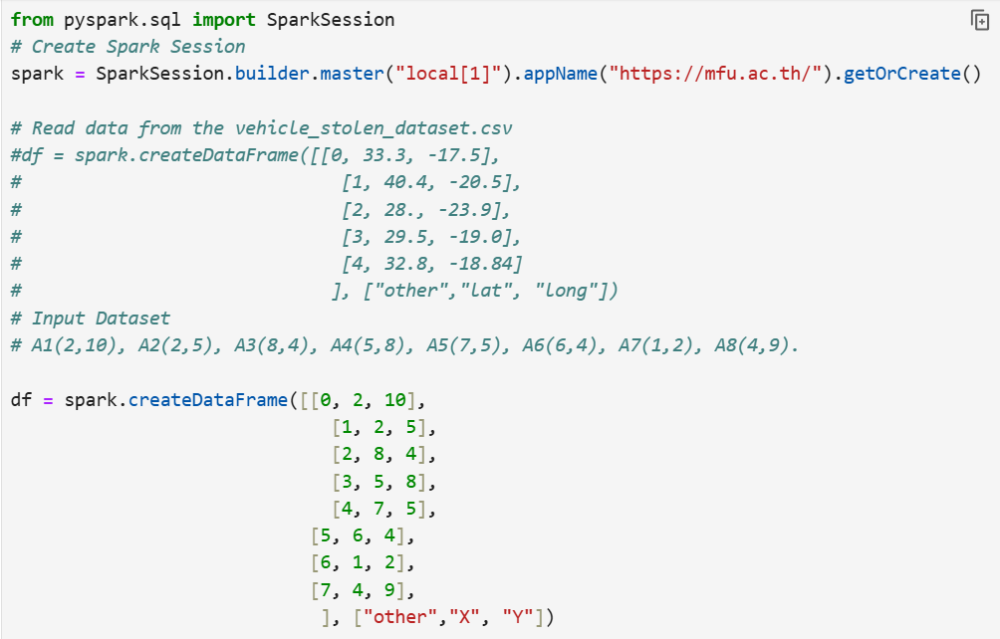 from pyspark.sql import SparkSession
# Create Spark Session
spark = SparkSession.builder.master("local[1]").appName("https://mfu.ac.th/").getOrCreate()
# Read data from the vehicle_stolen_dataset.csv
#df = spark.createDataFrame([[0, 33.3, -17.5],
#                              [1, 40.4, -20.5],
#                              [2, 28., -23.9],
#                              [3, 29.5, -19.0],
#                              [4, 32.8, -18.84]
#                             ], ["other","lat", "long"])
# Input Dataset
# A1(2,10), A2(2,5), A3(8,4), A4(5,8), A5(7,5), A6(6,4), A7(1,2), A8(4,9).
df = spark.createDataFrame([[0, 2, 10],
                              [1, 2, 5],
                              [2, 8, 4],
                              [3, 5, 8],
                              [4, 7, 5],
                            [5, 6, 4],
                            [6, 1, 2],
                            [7, 4, 9],
                             ], ["other","X", "Y"])